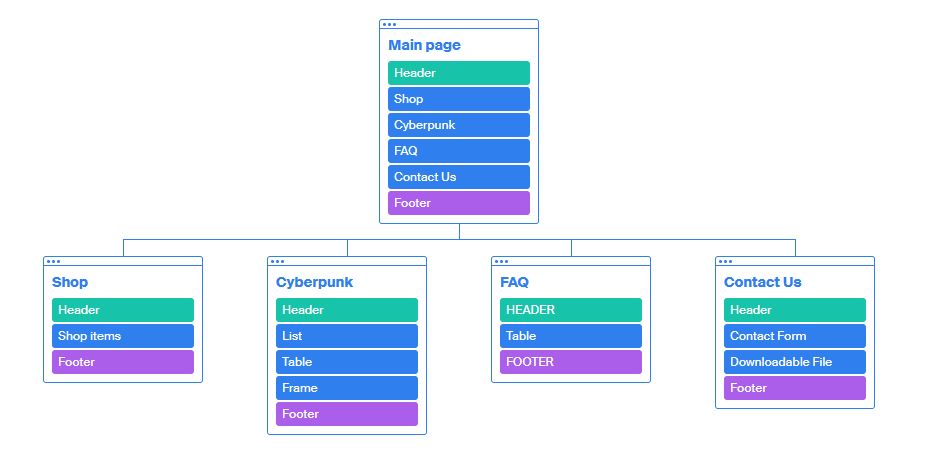 Main page
Header
Shop
Cyberpunk
FAQ
Contact Us
Footer
Shop
Header
Shop items
Footer
Cyberpunk
Header
List
Table
Frame
Footer
FAQ
HEADER
Table
FOOTER
Contact Us
Header
Contact Form
Downloadable File
Footer